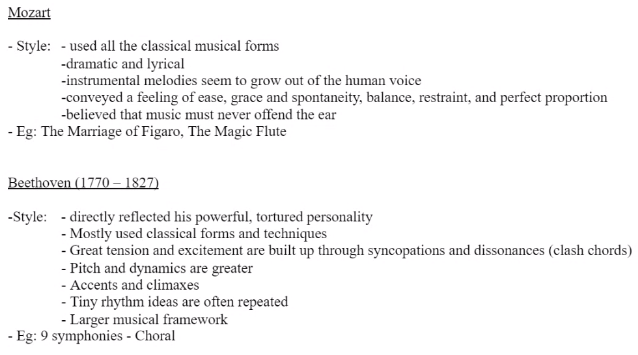 Mozart
- Style: - used all the classical musical forms
-dramatic and lyrical
-instrumental melodies seem to grow out of the human voice
-conveyed a feeling of ease, grace and spontaneity, balance, restraint, and perfect proportion
-believed that music must never offend the ear
- Eg: The Marriage of Figaro, The Magic Flute
Beethoven (1770 – 1827)
-Style: - directly reflected his powerful, tortured personality
- Mostly used classical forms and techniques
- Great tension and excitement are built up through syncopations and dissonances (clash chords)
- Pitch and dynamics are greater
- Accents and climaxes
- Tiny rhythm ideas are often repeated
- Larger musical framework
- Eg: 9 symphonies - Choral